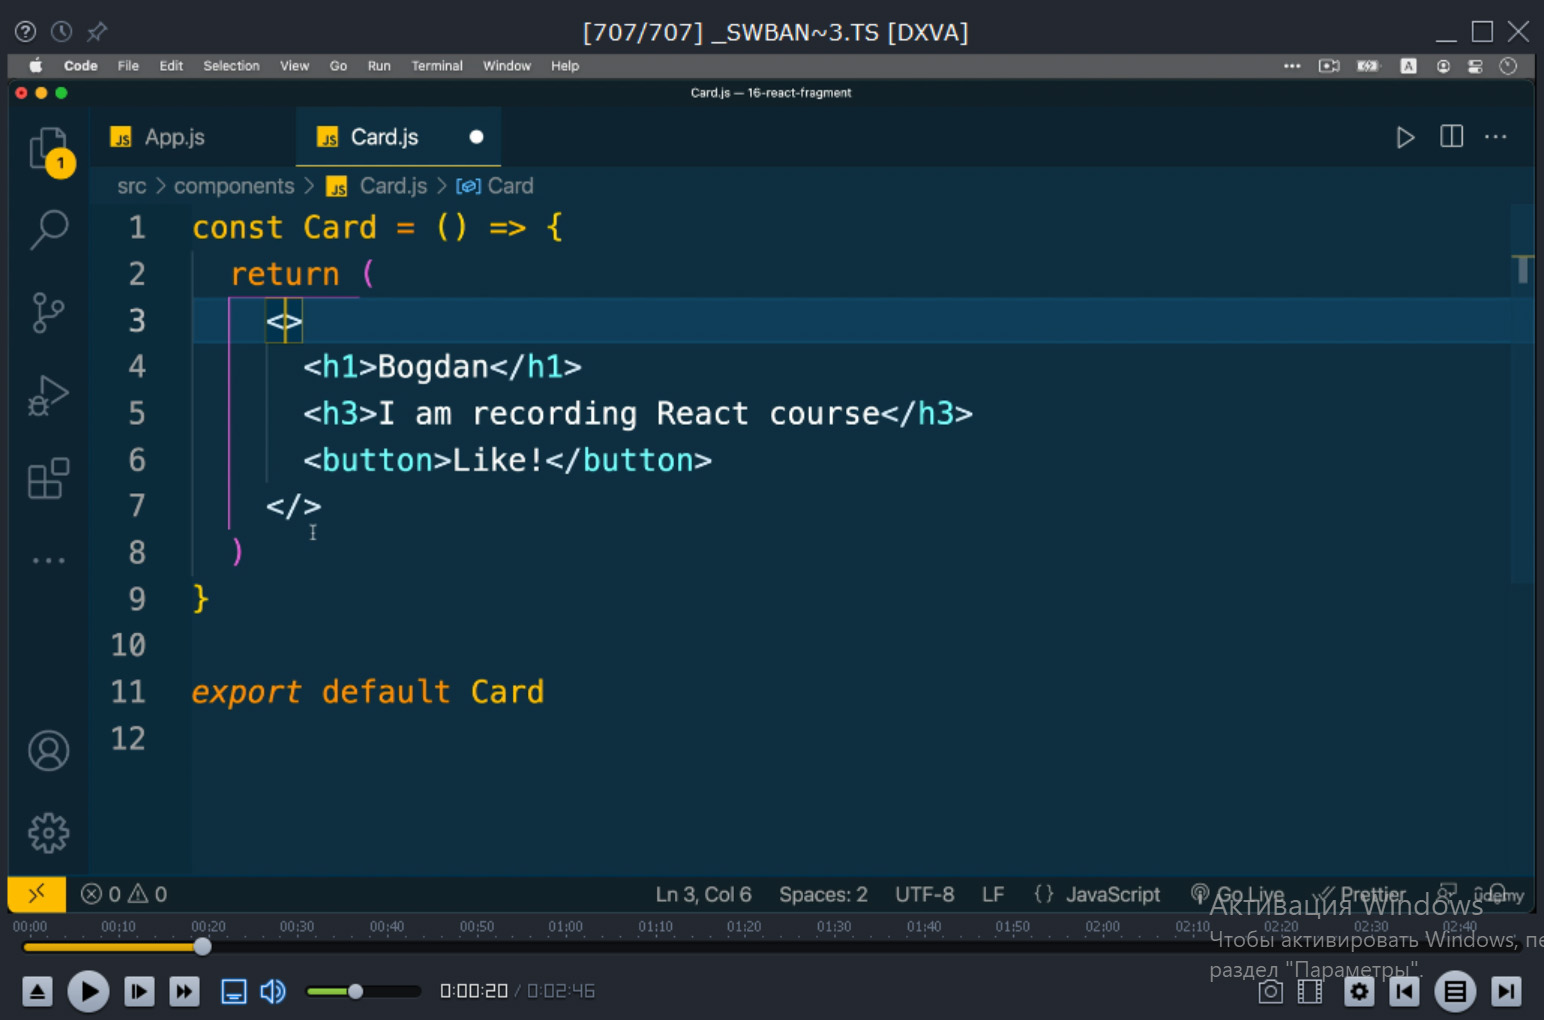 [707/707] _SWBAN~3.TS [DXVA]
Code File Edit Selection View Go Run Terminal Window Help
A
Card.js — 16-react-fragment
JS App.js
JS Card.js
1
src > components > JS Card.js > Card
1 const Card = () => {
2 return (
3 <>
4 <h1>Bogdan</h1>
5 <h3>I am recording React course</h3>
6 <button>Like!</button>
7 </>
8 )
9 }
10
11 export default Card
12
0 0
Ln 3, Col 6 Spaces: 2 UTF-8 LF {} JavaScript Go Live Prettier
ûdemy
Активация Windows
Чтобы активировать Windows, пе
раздел "Параметры".
00:00 00:10 00:20 00:30 00:40 00:50 01:00 01:10 01:20 01:30 01:40 01:50 02:00 02:10 02:20 02:30 02:40
0:00:20 / 0:02:46